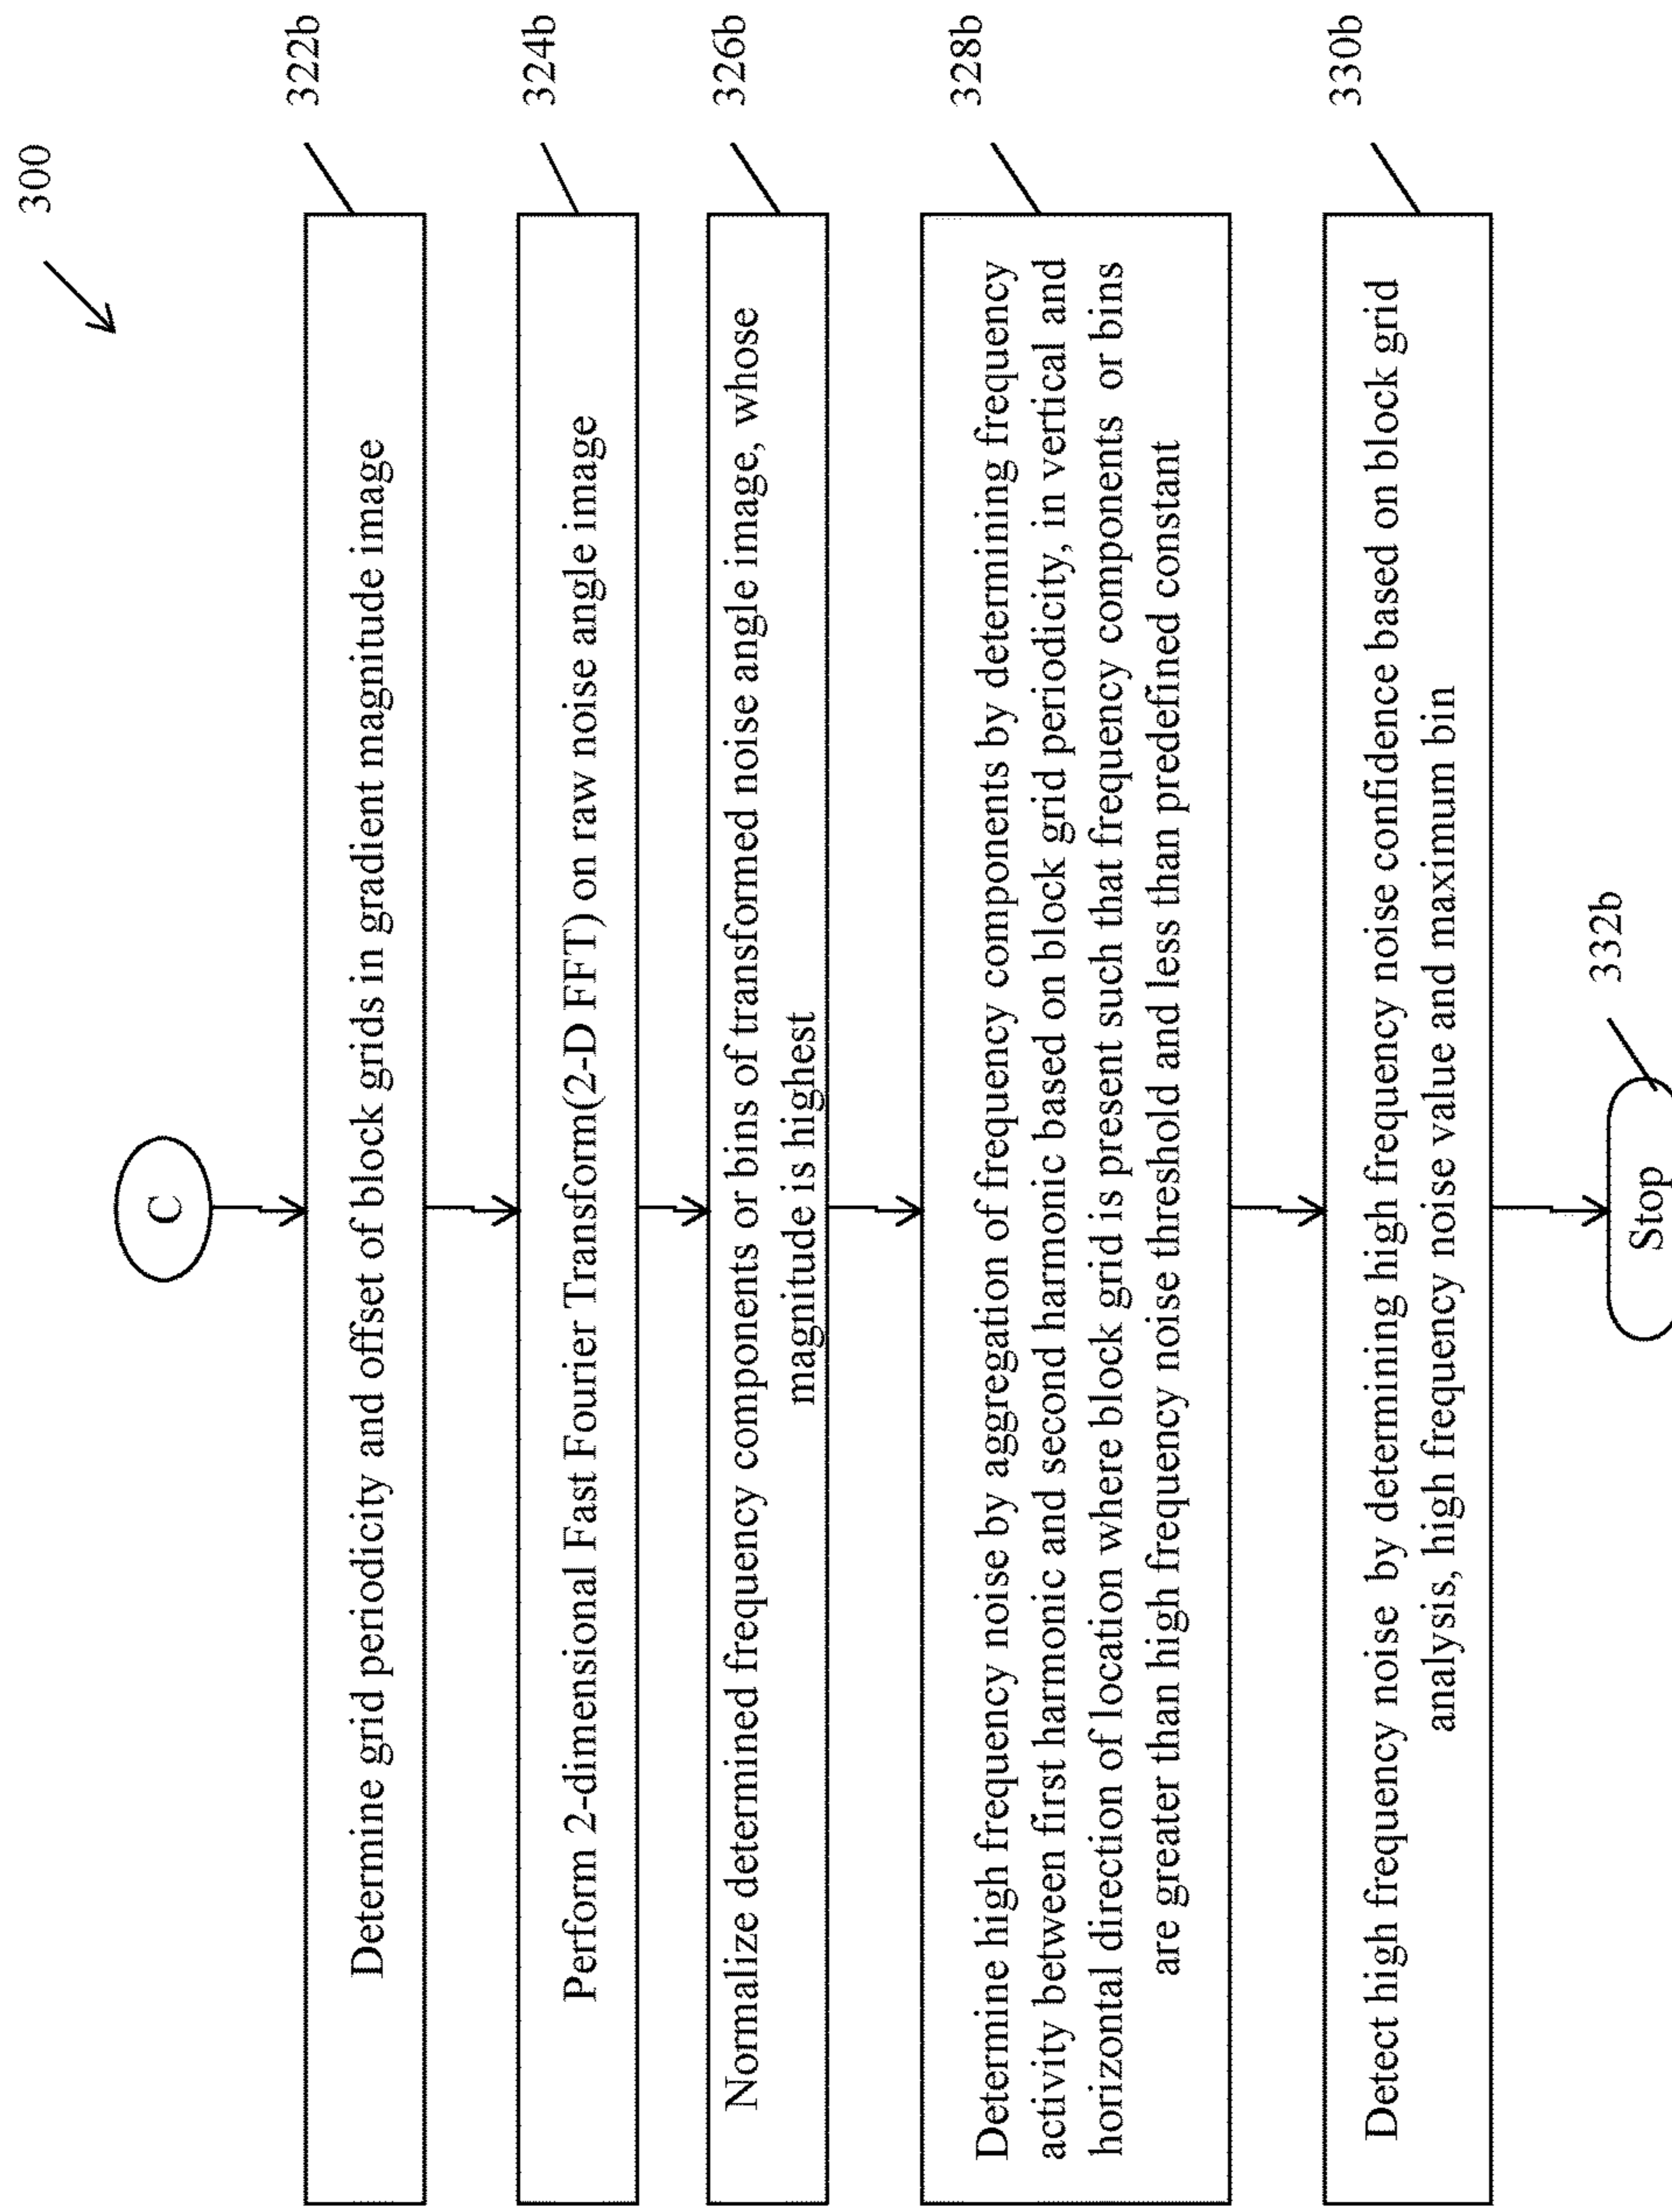 300
C
Determine grid periodicity and offset of block grids in gradient magnitude image
322b
Perform 2-dimensional Fast Fourier Transform(2-D FFT) on raw noise angle image
324b
Normalize determined frequency components or bins of transformed noise angle image, whose
magnitude is highest
326b
Determine high frequency noise by aggregation of frequency components by determining frequency
activity between first harmonic and second harmonic based on block grid periodicity, in vertical and
horizontal direction of location where block grid is present such that frequency components or bins
are greater than high frequency noise threshold and less than predefined constant
328b
Detect high frequency noise by determining high frequency noise confidence based on block grid
analysis, high frequency noise value and maximum bin
330b
Stop
332b